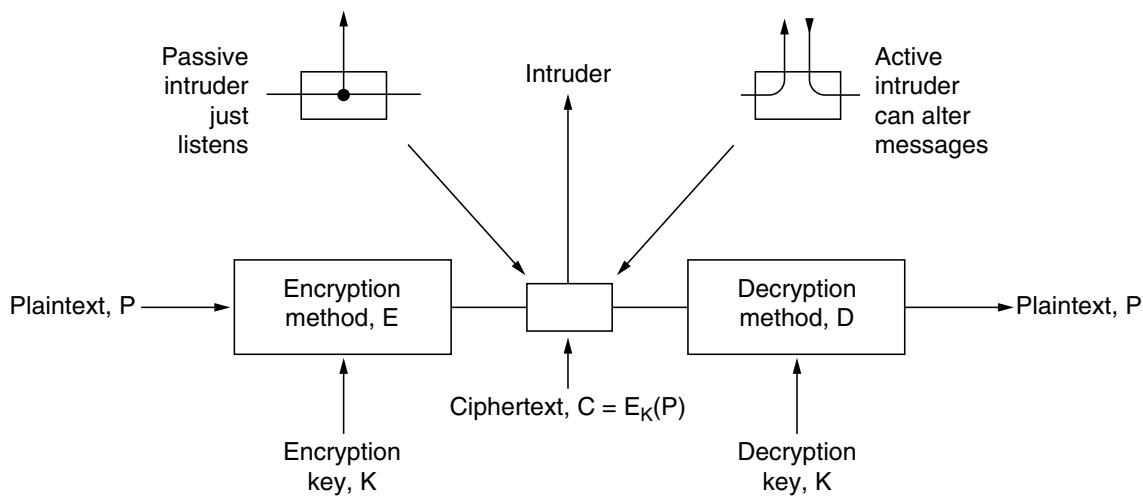 Passive
intruder
just
listens
Intruder
Active
intruder
can alter
messages
Plaintext, P
Encryption
method, E
Decryption
method, D
Plaintext, P
Ciphertext, C = E_K(P)
Encryption
key, K
Decryption
key, K